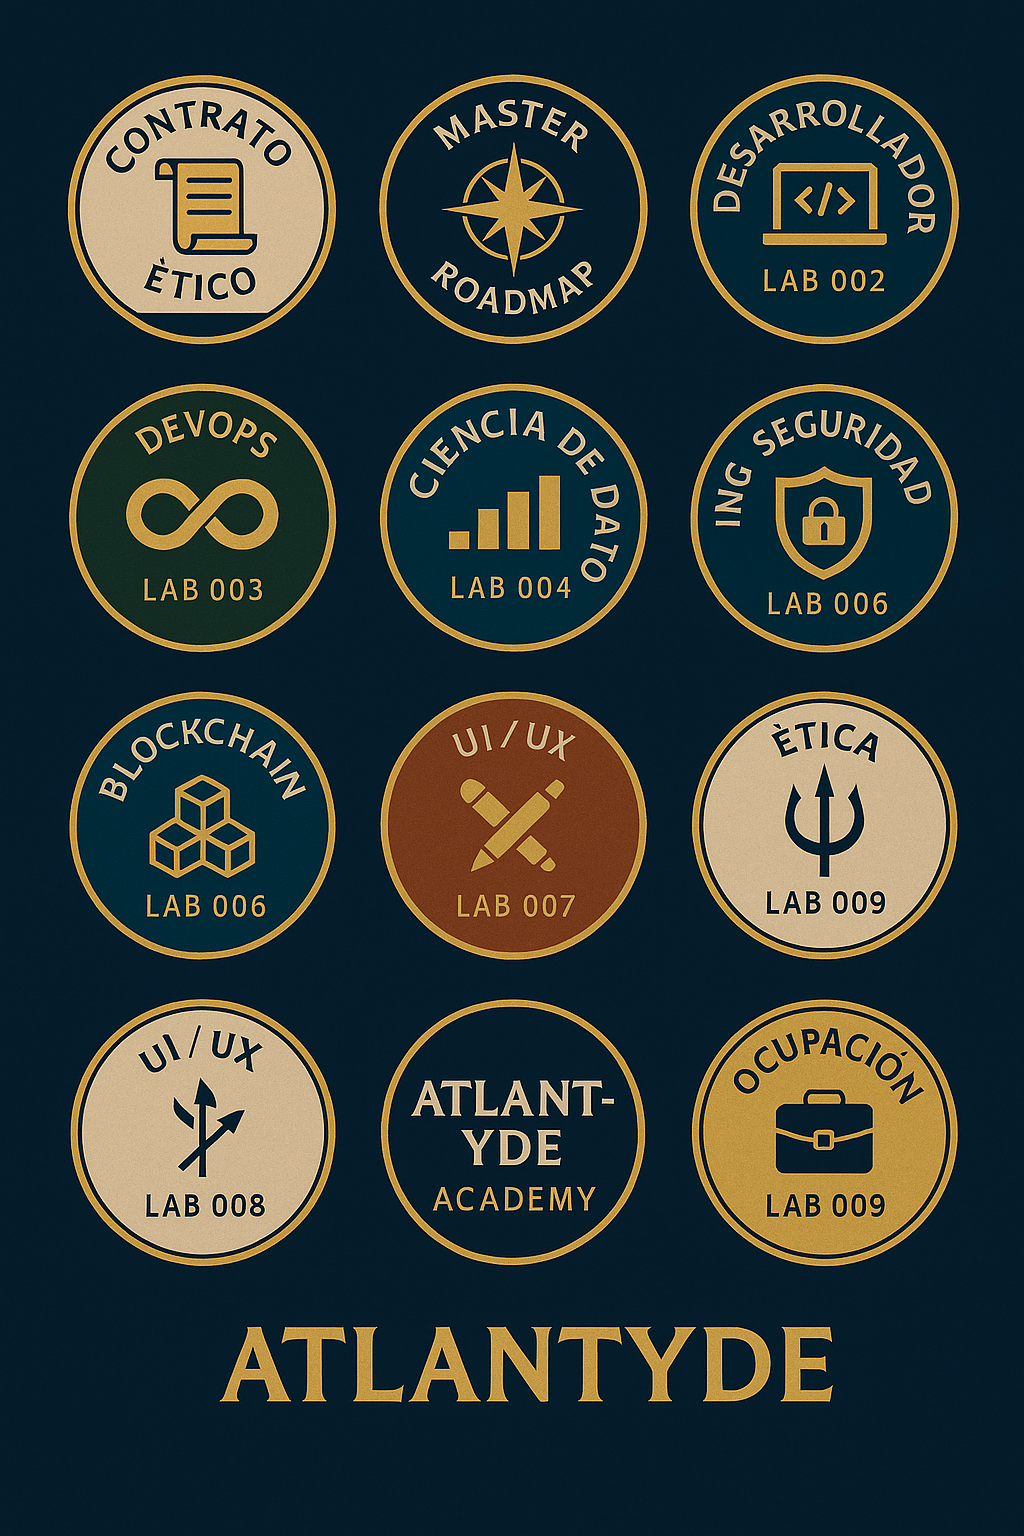 CONTRATO
ÈTICO
MASTER
ROADMAP
DESARROLLADOR
</>
LAB 002
DEVOPS
LAB 003
CIENCIA DE DATO
LAB 004
ING SEGURIDAD
LAB 006
BLOCKCHAIN
LAB 006
UI/UX
LAB 007
ÈTICA
LAB 009
UI/UX
LAB 008
ATLANT-
YDE
ACADEMY
OCUPACIÓN
LAB 009
ATLANTYDE